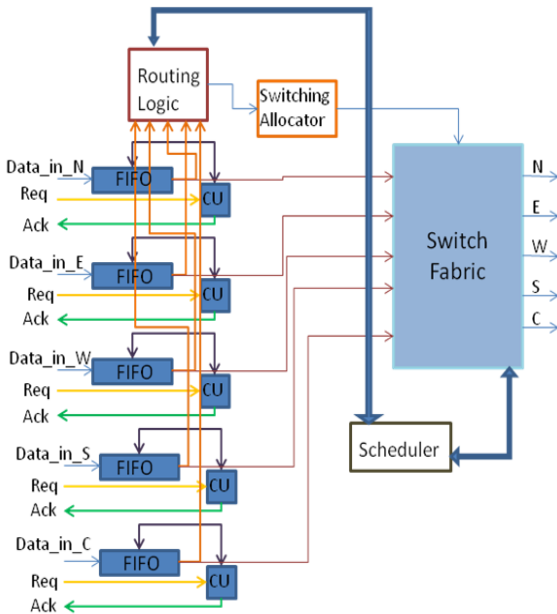 Routing
Logic
Switching
Allocator
Data_in_N
FIFO
Req
CU
Ack
Data_in_E
FIFO
Req
CU
Ack
Data_in_W
FIFO
Req
CU
Ack
Data_in_S
FIFO
Req
CU
Ack
Data_in_C
FIFO
Req
CU
Ack
Switch
Fabric
N
E
W
S
C
Scheduler